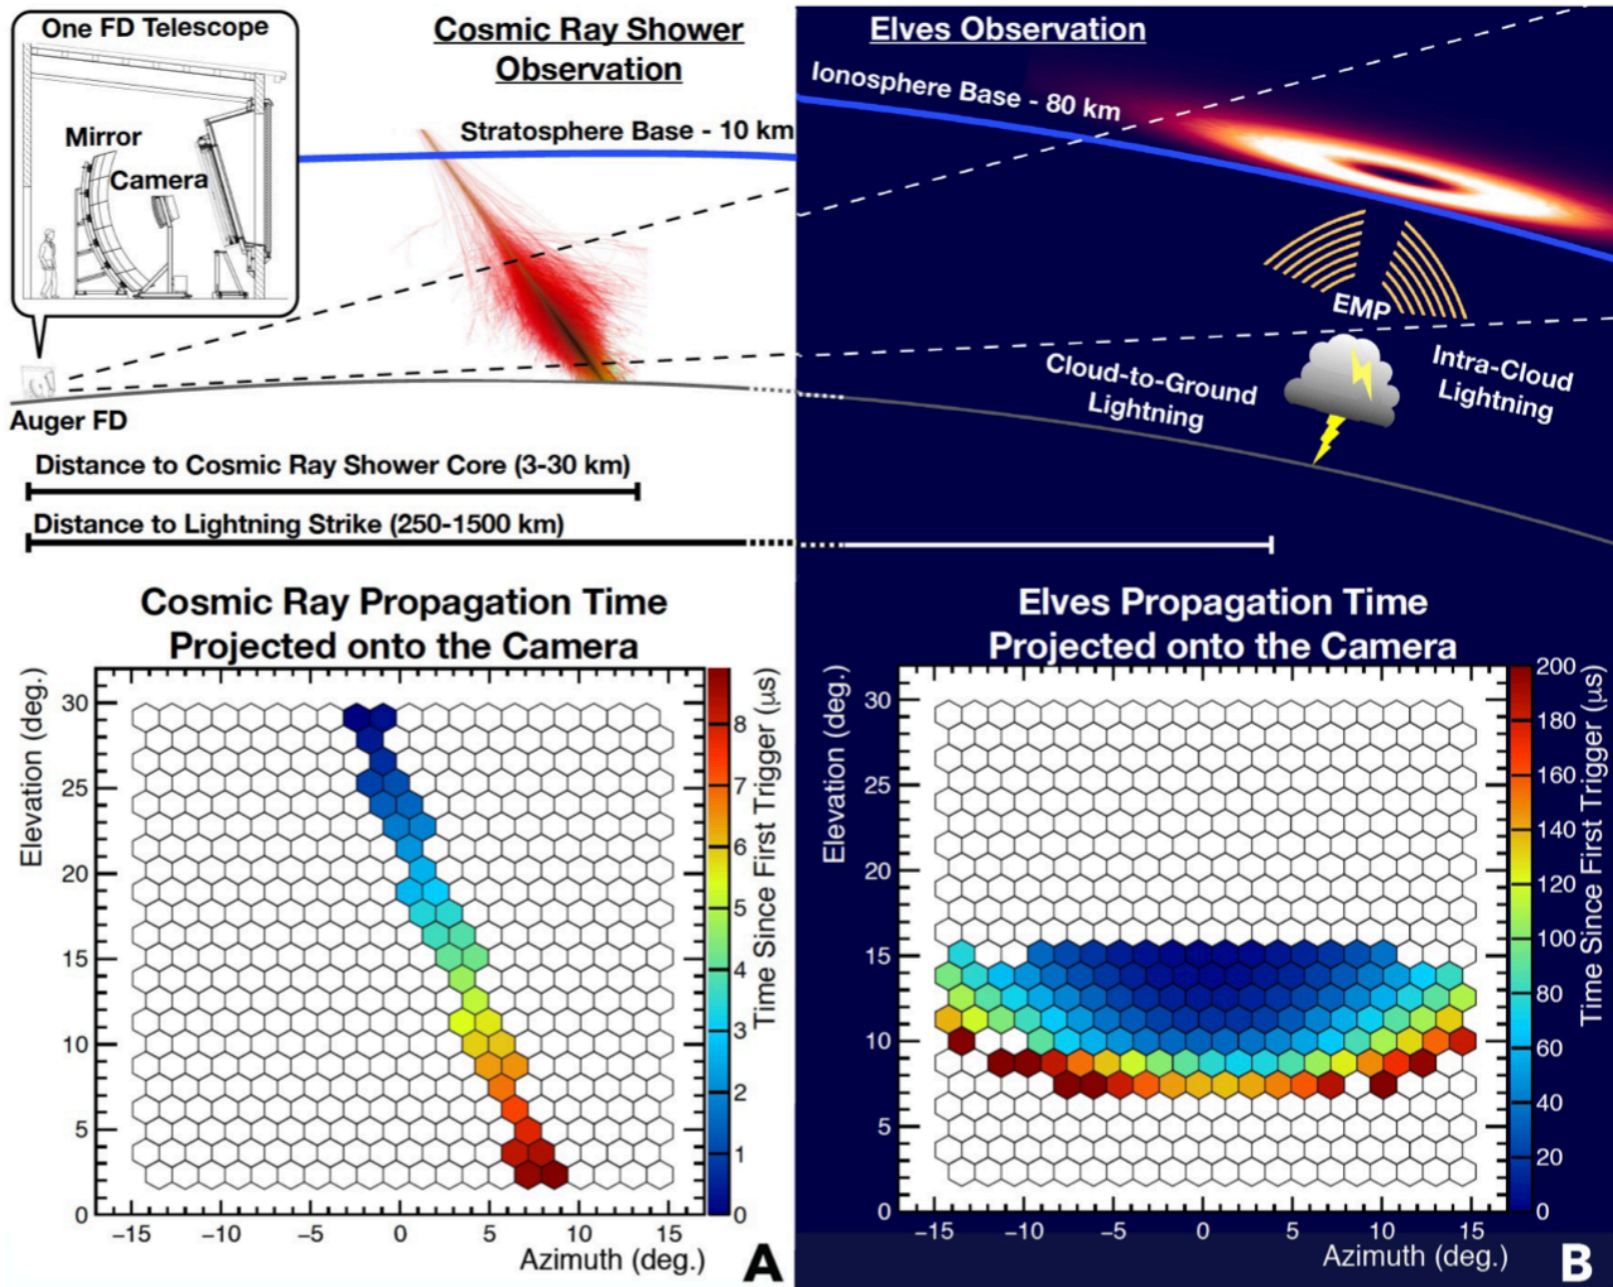 One FD Telescope
Mirror
Camera
Auger FD
Cosmic Ray Shower
Observation
Stratosphere Base - 10 km
Distance to Cosmic Ray Shower Core (3-30 km)
Distance to Lightning Strike (250-1500 km)
Elves Observation
Ionosphere Base - 80 km
EMP
Cloud-to-Ground
Lightning
Intra-Cloud
Lightning
Cosmic Ray Propagation Time
Projected onto the Camera
Elevation (deg.)
30
25
20
15
10
5
0
−15
−10
−5
0
5
10
15
Azimuth (deg.)
8
7
6
5
4
3
2
1
0
Time Since First Trigger (μs)
A
Elves Propagation Time
Projected onto the Camera
Elevation (deg.)
30
25
20
15
10
5
0
−15
−10
−5
0
5
10
15
Azimuth (deg.)
200
180
160
140
120
100
80
60
40
20
0
Time Since First Trigger (μs)
B